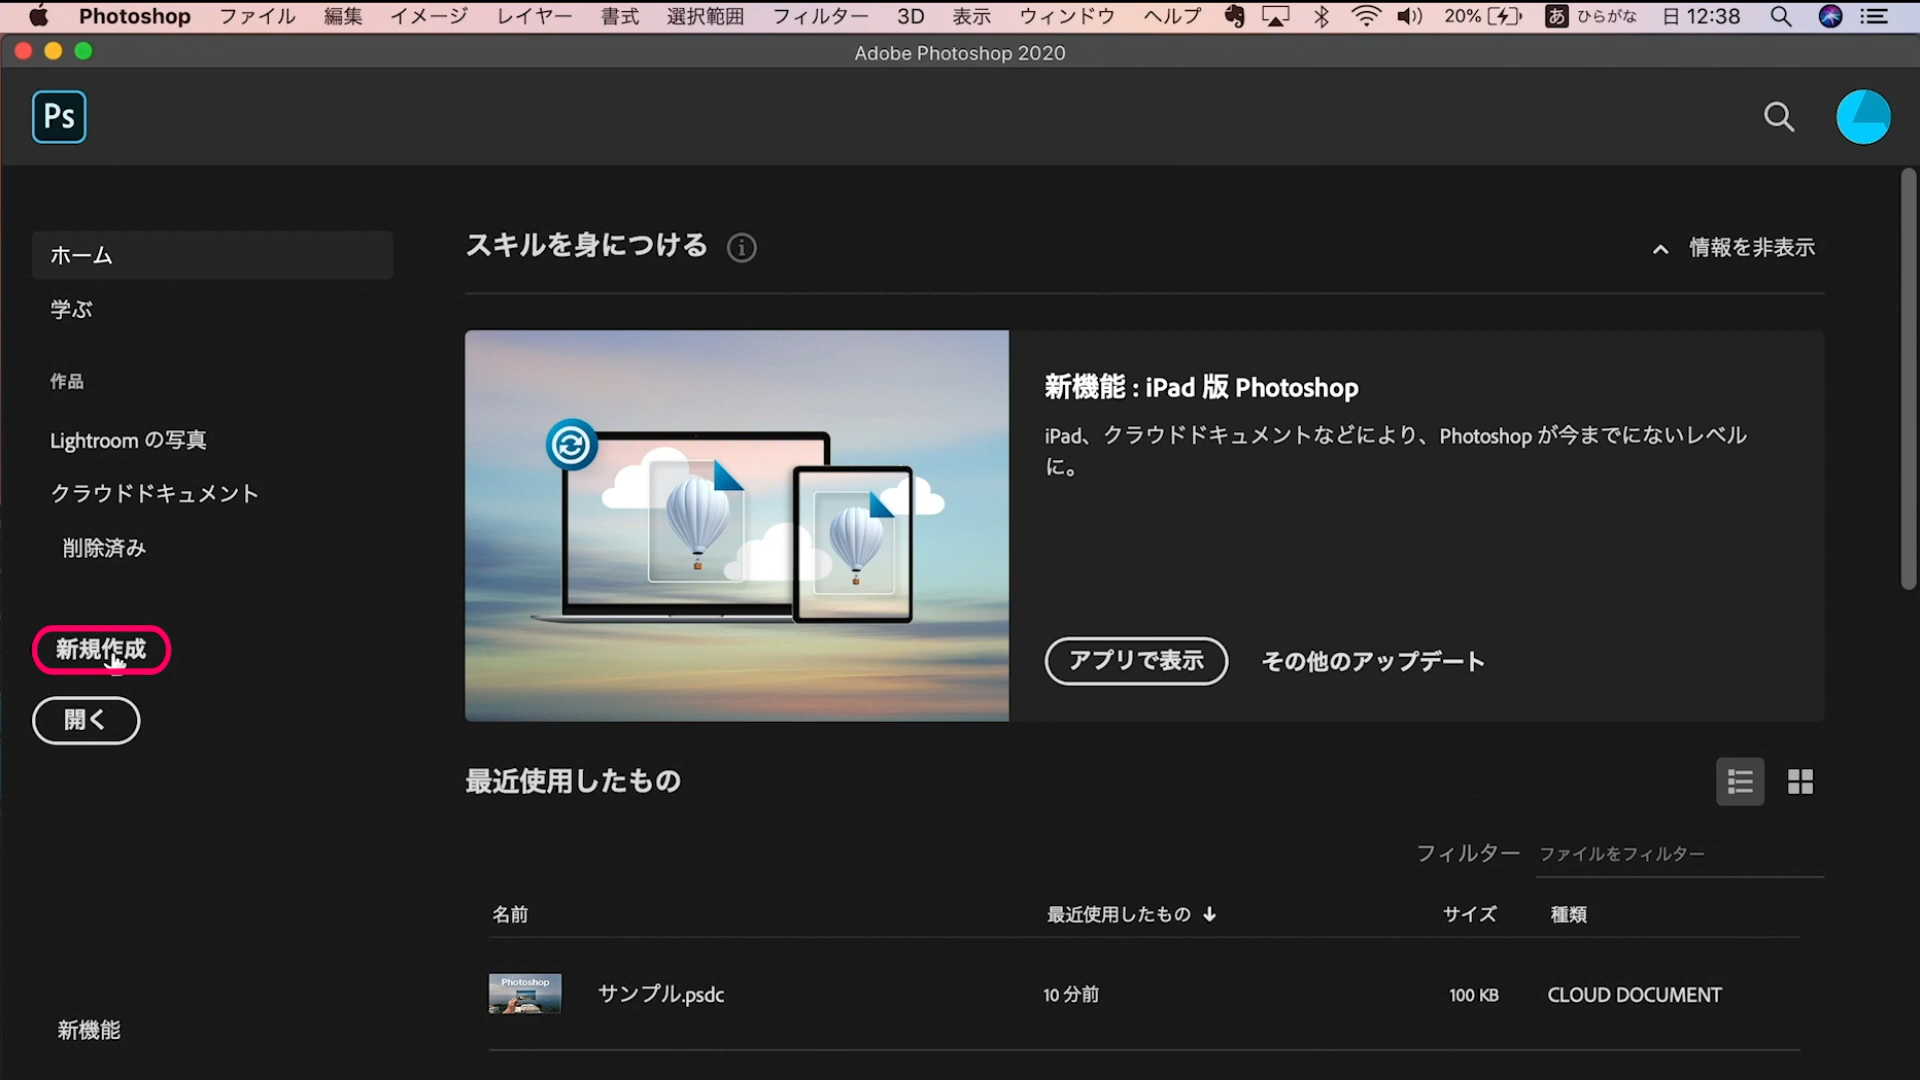 Photoshop ファイル 編集 イメージ レイヤー 書式 選択範囲 フィルター 3D 表示 ウィンドウ ヘルプ 20% あ ひらがな 日 12:38
Adobe Photoshop 2020
Ps
ホーム
学ぶ
作品
Lightroom の写真
クラウドドキュメント
削除済み
新規作成
開く
新機能
スキルを身につける
情報を非表示
新機能 : iPad 版 Photoshop
iPad、クラウドドキュメントなどにより、Photoshop が今までにないレベル
に。
アプリで表示 その他のアップデート
最近使用したもの
フィルター ファイルをフィルター
名前 最近使用したもの ↓ サイズ 種類
Photoshop
サンプル.psdc 10 分前 100 KB CLOUD DOCUMENT